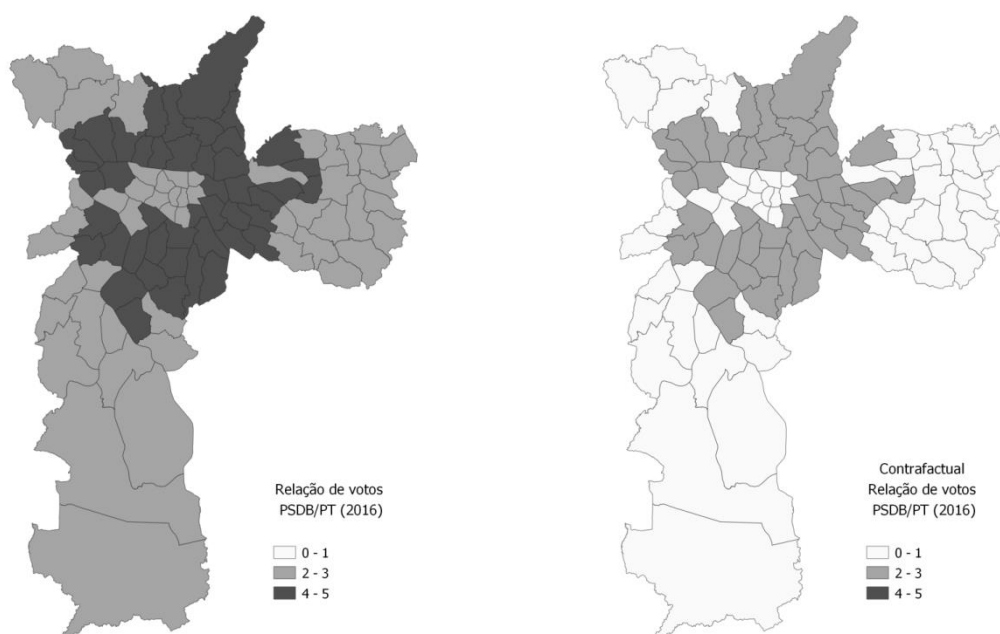 Relação de votos
PSDB/PT (2016)
0 - 1
2 - 3
4 - 5
Contrafactual
Relação de votos
PSDB/PT (2016)
0 - 1
2 - 3
4 - 5